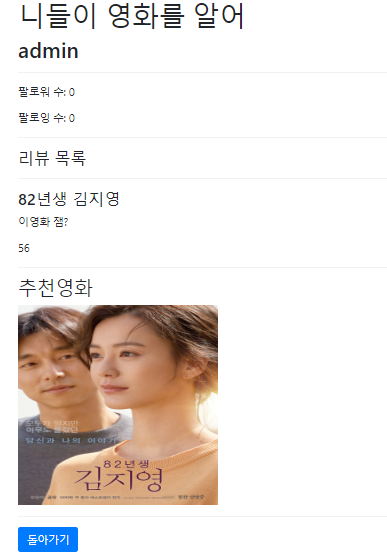 니들이 영화를 알어
admin
팔로워 수: 0
팔로잉 수: 0
리뷰 목록
82년생 김지영
이영화 잼?
56
추천영화
당신과 나의 이야기
82년생
김지영
돌아가기